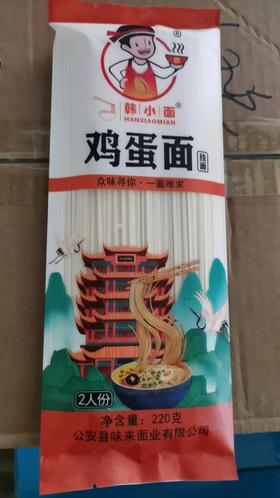 韩小面®
HANXIAOMIAN
鸡蛋面
挂面
众味寻你·一面难求
2人份
净含量：220克
公安县味来面业有限公司